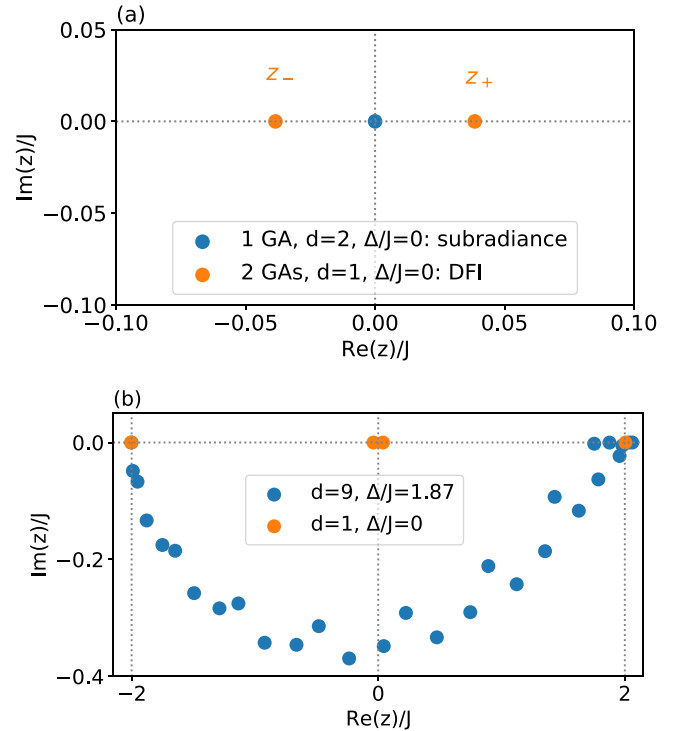 (a)
0.05
z₋
z₊
0.00
Im(z)/J
−0.05
1 GA, d=2, Δ/J=0: subradiance
2 GAs, d=1, Δ/J=0: DFI
−0.10
−0.10 −0.05 0.00 0.05 0.10
Re(z)/J
(b)
0.0
d=9, Δ/J=1.87
d=1, Δ/J=0
Im(z)/J
−0.2
−0.4
−2 0 2
Re(z)/J